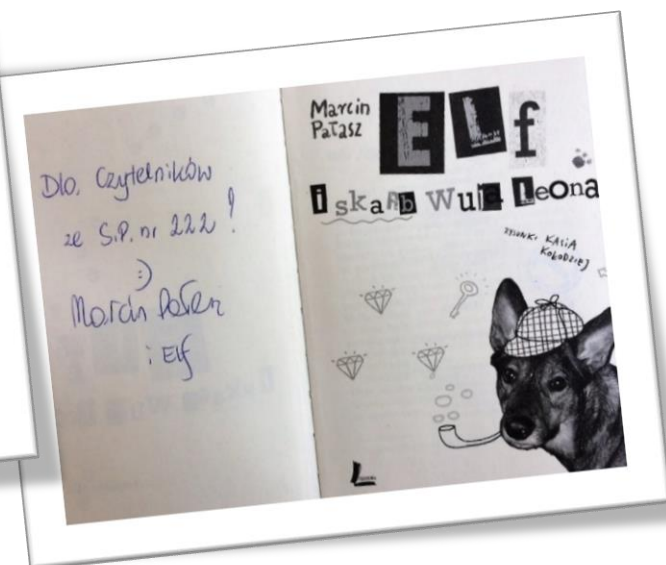 Dla Czytelników
ze S.P. nr 222!
:)
Marcin Pałasz
i Elf
Marcin
Pałasz
ELf
i skarb Wuja Leona
rysunki KASIA
KOŁODZIEJ